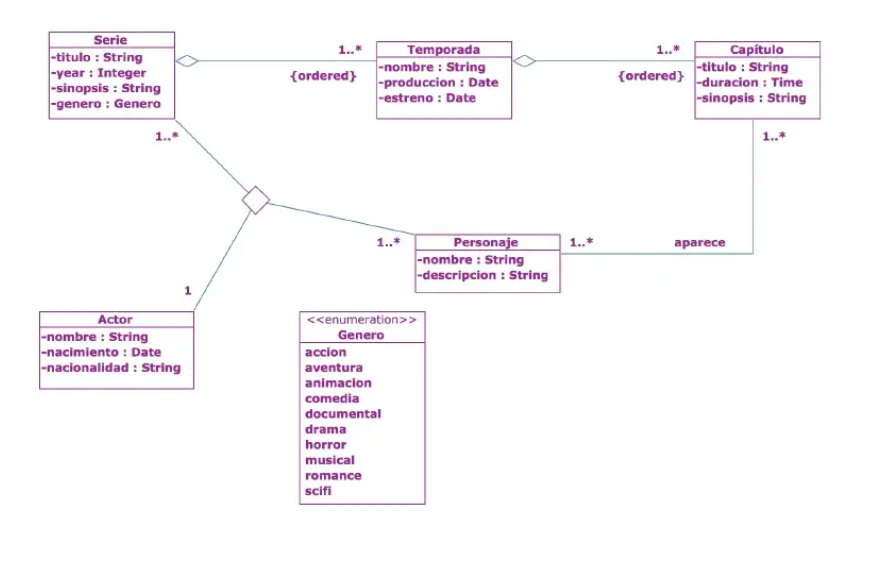 Serie
-titulo : String
-year : Integer
-sinopsis : String
-genero : Genero
1..*
{ordered}
Temporada
-nombre : String
-produccion : Date
-estreno : Date
1..*
{ordered}
Capítulo
-titulo : String
-duracion : Time
-sinopsis : String
1..*
1..*
1..*
Personaje
-nombre : String
-descripcion : String
1..*
aparece
1
Actor
-nombre : String
-nacimiento : Date
-nacionalidad : String
<<enumeration>>
Genero
accion
aventura
animacion
comedia
documental
drama
horror
musical
romance
scifi